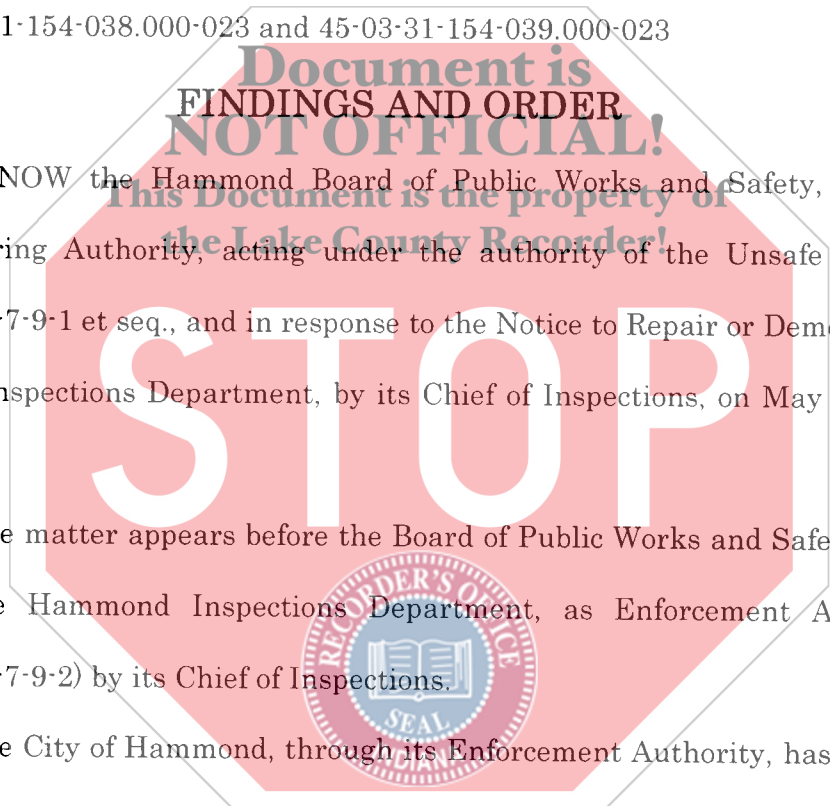 1-154-038.000-023 and 45-03-31-154-039.000-023
Document is
FINDINGS AND ORDER
NOT OFFICIAL!
NOW the Hammond Board of Public Works and Safety,
This Document is the property of
the Lake County Recorder!
ring Authority, acting under the authority of the Unsafe
-7-9-1 et seq., and in response to the Notice to Repair or Demo
nspections Department, by its Chief of Inspections, on May
STOP
e matter appears before the Board of Public Works and Safe
e Hammond Inspections Department, as Enforcement A
-7-9-2) by its Chief of Inspections.
RECORDER'S OFFICE
SEAL
e City of Hammond, through its Enforcement Authority, has